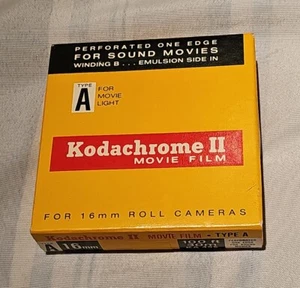 PERFORATED ONE EDGE
FOR SOUND MOVIES
WINDING B...EMULSION SIDE IN
TYPE
A
FOR
MOVIE
LIGHT
Kodachrome II
MOVIE FILM
FOR 16mm ROLL CAMERAS
A 16mm
Kodachrome II MOVIE FILM - TYPE A
100 ft